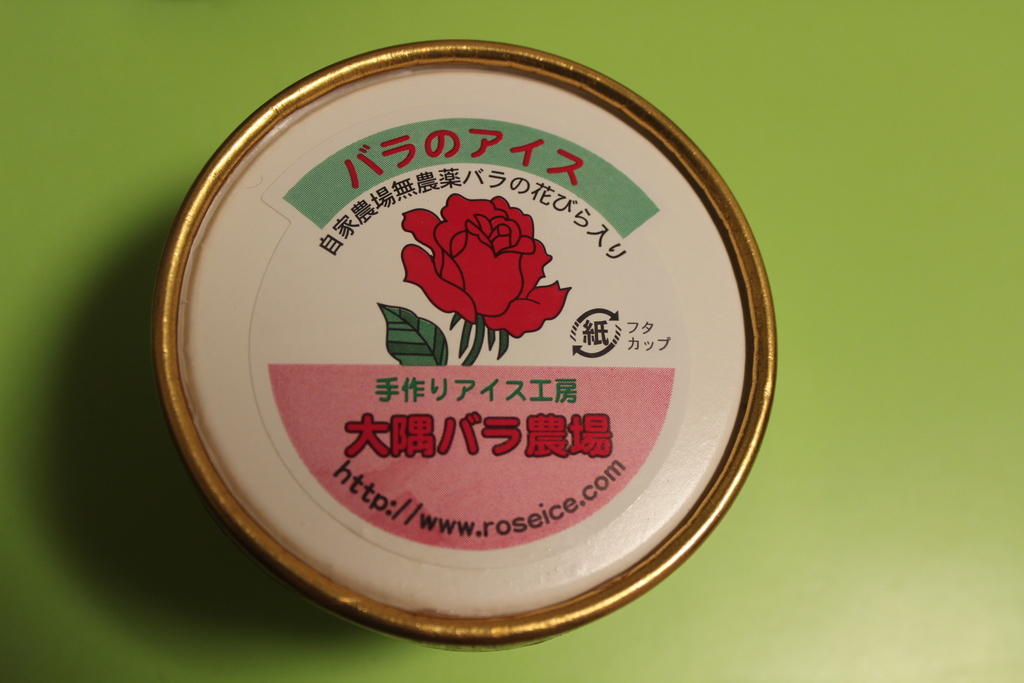 バラのアイス
自家農場無農薬バラの花びら入り
紙
フタ
カップ
手作りアイス工房
大隅バラ農場
http://www.roseice.com